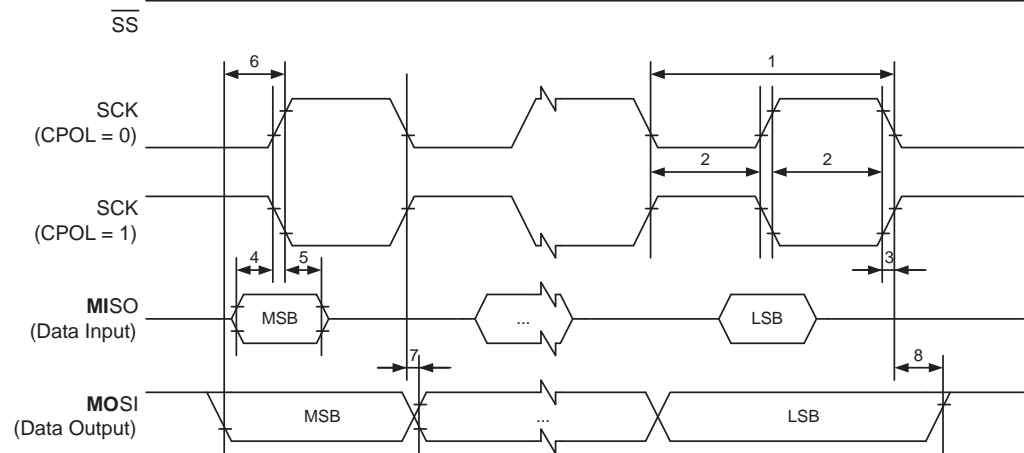 SS
6
1
SCK
(CPOL = 0)
2
2
SCK
(CPOL = 1)
4
5
3
MISO
(Data Input)
MSB
...
LSB
7
8
MOSI
(Data Output)
MSB
...
LSB